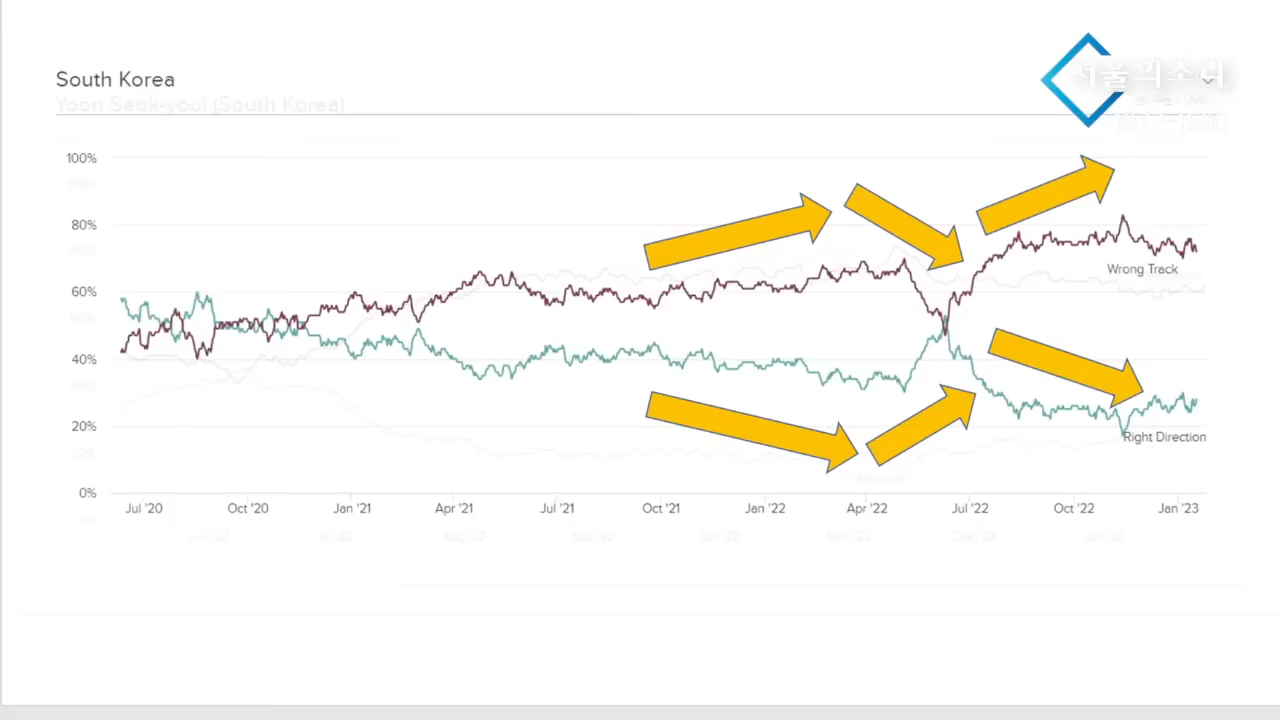 South Korea
Yoon Seok-youl (South Korea)
서울의소리
100%
80%
60%
40%
20%
0%
Wrong Track
Right Direction
Jul '20 Oct '20 Jan '21 Apr '21 Jul '21 Oct '21 Jan '22 Apr '22 Jul '22 Oct '22 Jan '23